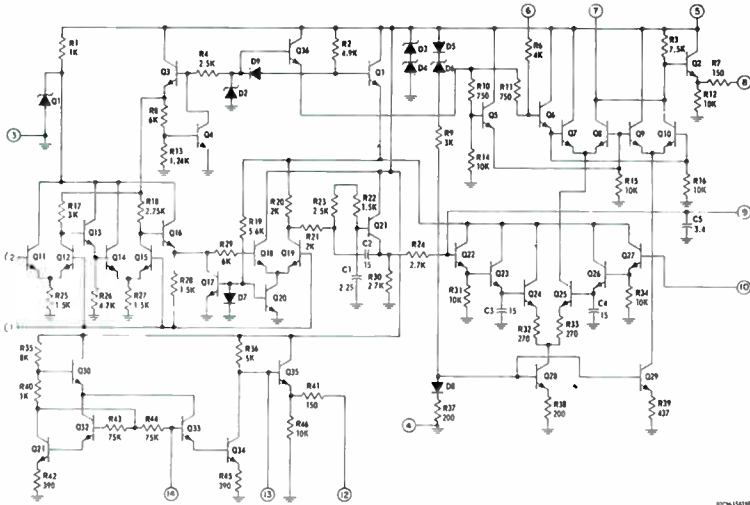 6
7
5
R1
1K
R4
2.5K
D9
Q36
R2
4.9K
D3
D5
R6
4K
R3
7.5K
Q3
Q1
D4
D6
Q2
R7
150
8
Q1
D2
R10
750
R11
750
R12
10K
R8
6K
Q4
Q5
Q6
Q7
Q8
Q9
Q10
3
R13
1.24K
R9
3K
R14
10K
R15
10K
R16
10K
R17
3K
R18
2.75K
Q13
Q16
R19
5.6K
R20
2K
R23
2.5K
R22
1.5K
Q21
9
C5
3.4
Q11
Q12
Q14
Q15
R29
6K
Q18
Q19
R21
2K
C2
15
R24
2.7K
Q22
Q23
Q26
Q27
R25
1.5K
R26
4.7K
R27
1.5K
R28
1.5K
Q17
D7
Q20
C1
2.25
R30
2.7K
R31
10K
Q24
Q25
R34
10K
10
C3
15
C4
15
R32
270
R33
270
R35
8K
R36
5K
Q30
Q35
R40
1K
R41
150
D8
Q28
Q29
Q32
R43
75K
R44
75K
Q33
R46
10K
R37
200
R38
200
R39
437
4
Q21
Q34
R42
390
R45
390
14
13
12